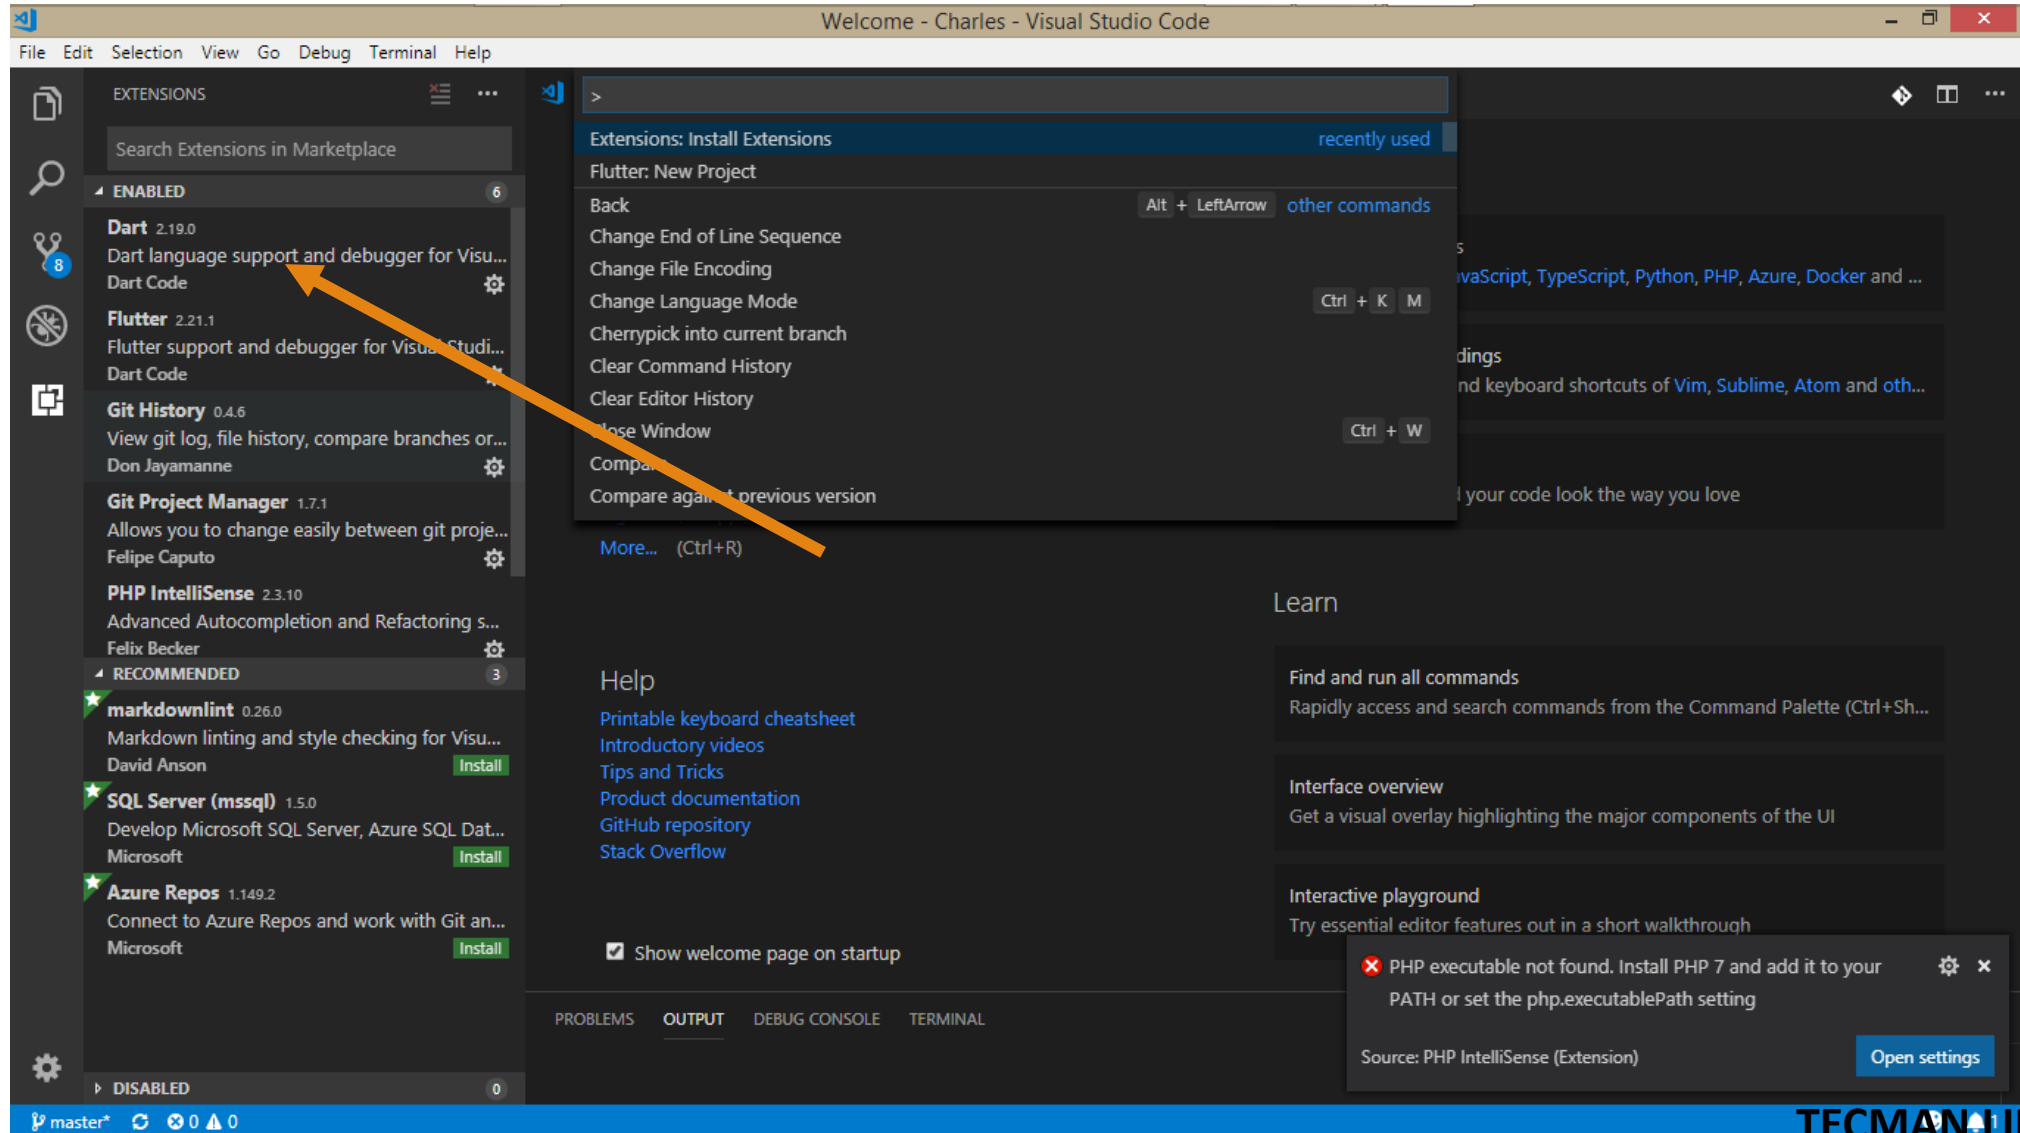 Welcome - Charles - Visual Studio Code
File Edit Selection View Go Debug Terminal Help
EXTENSIONS
Search Extensions in Marketplace
ENABLED 6
Dart 2.19.0
Dart language support and debugger for Visu...
Dart Code
Flutter 2.21.1
Flutter support and debugger for Visual Studi...
Dart Code
Git History 0.4.6
View git log, file history, compare branches or...
Don Jayamanne
Git Project Manager 1.7.1
Allows you to change easily between git proje...
Felipe Caputo
PHP IntelliSense 2.3.10
Advanced Autocompletion and Refactoring s...
Felix Becker
RECOMMENDED 3
markdownlint 0.26.0
Markdown linting and style checking for Visu...
David Anson Install
SQL Server (mssql) 1.5.0
Develop Microsoft SQL Server, Azure SQL Dat...
Microsoft Install
Azure Repos 1.149.2
Connect to Azure Repos and work with Git an...
Microsoft Install
DISABLED 0
8
>
Extensions: Install Extensions recently used
Flutter: New Project
Back Alt + LeftArrow other commands
Change End of Line Sequence
Change File Encoding
Change Language Mode Ctrl + K M
Cherrypick into current branch
Clear Command History
Clear Editor History
Close Window Ctrl + W
Compare
Compare against previous version
More... (Ctrl+R)
Help
Printable keyboard cheatsheet
Introductory videos
Tips and Tricks
Product documentation
GitHub repository
Stack Overflow
Show welcome page on startup
s
vaScript, TypeScript, Python, PHP, Azure, Docker and ...
dings
nd keyboard shortcuts of Vim, Sublime, Atom and oth...
your code look the way you love
Learn
Find and run all commands
Rapidly access and search commands from the Command Palette (Ctrl+Sh...
Interface overview
Get a visual overlay highlighting the major components of the UI
Interactive playground
Try essential editor features out in a short walkthrough
PHP executable not found. Install PHP 7 and add it to your
PATH or set the php.executablePath setting
Source: PHP IntelliSense (Extension) Open settings
PROBLEMS OUTPUT DEBUG CONSOLE TERMINAL
master* 0 0 1
TECMAN